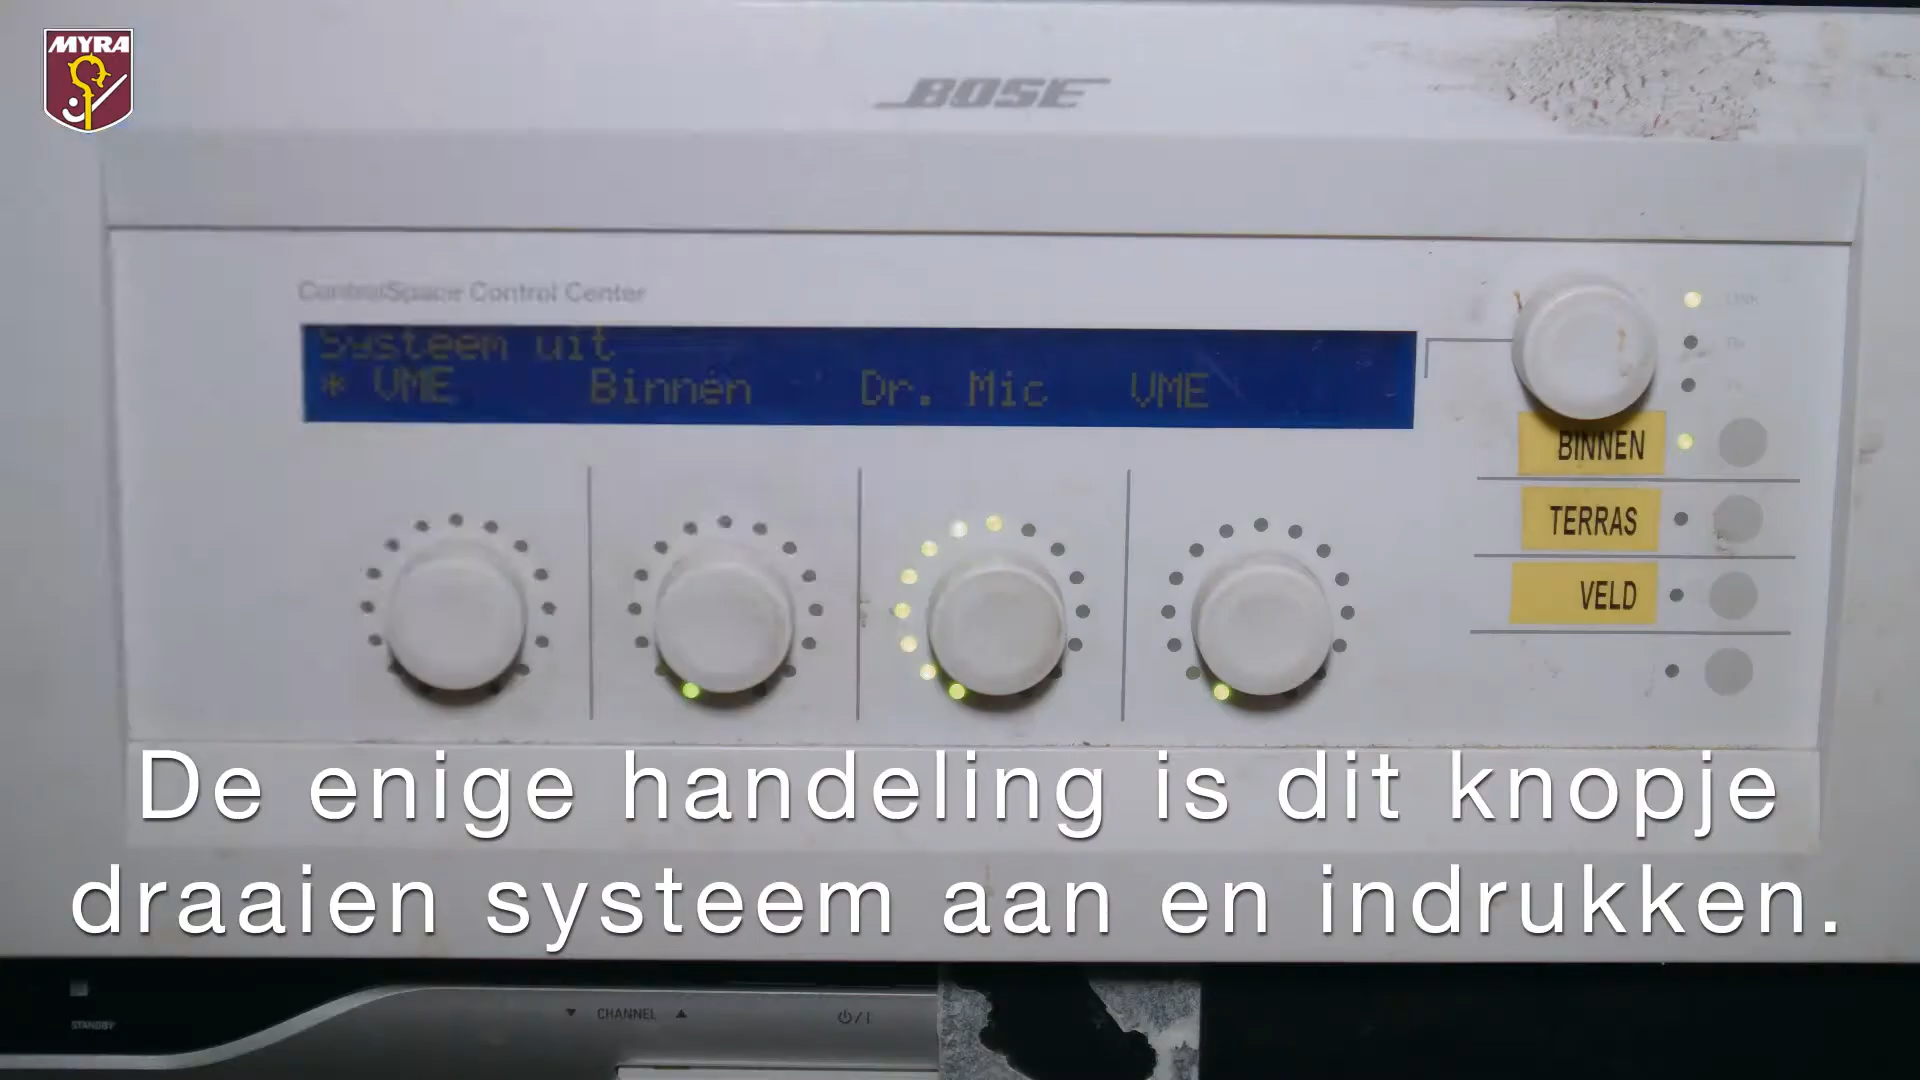 MYRA
BOSE
ControlSpace Control Center
Systeem uit
* VME Binnen Dr. Mic VME
LINK
BINNEN
TERRAS
VELD
De enige handeling is dit knopje
draaien systeem aan en indrukken.
STANDBY
▼ CHANNEL ▲
⏻/I